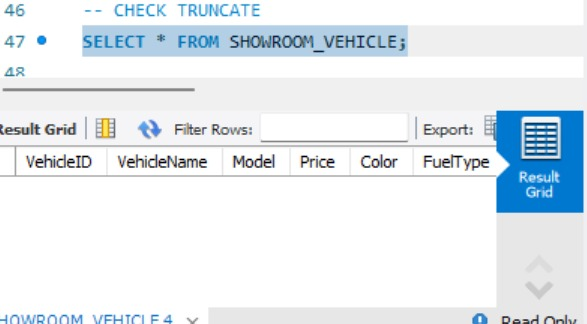 46 -- CHECK TRUNCATE
47 SELECT * FROM SHOWROOM_VEHICLE;
48
Result Grid Filter Rows: Export:
VehicleID VehicleName Model Price Color FuelType
Result
Grid
HOWROOM_VEHICLE 4 × Read Only